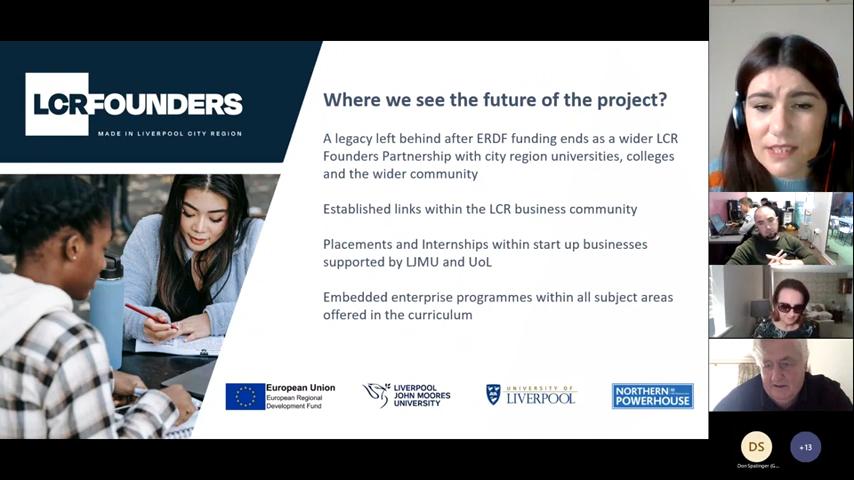 LCRFOUNDERS
MADE IN LIVERPOOL CITY REGION
Where we see the future of the project?
A legacy left behind after ERDF funding ends as a wider LCR
Founders Partnership with city region universities, colleges
and the wider community
Established links within the LCR business community
Placements and Internships within start up businesses
supported by LJMU and UoL
Embedded enterprise programmes within all subject areas
offered in the curriculum
European Union
European Regional
Development Fund
LIVERPOOL
JOHN MOORES
UNIVERSITY
UNIVERSITY OF
LIVERPOOL
NORTHERN
POWERHOUSE
DS
+13
Don Spalinger (G...